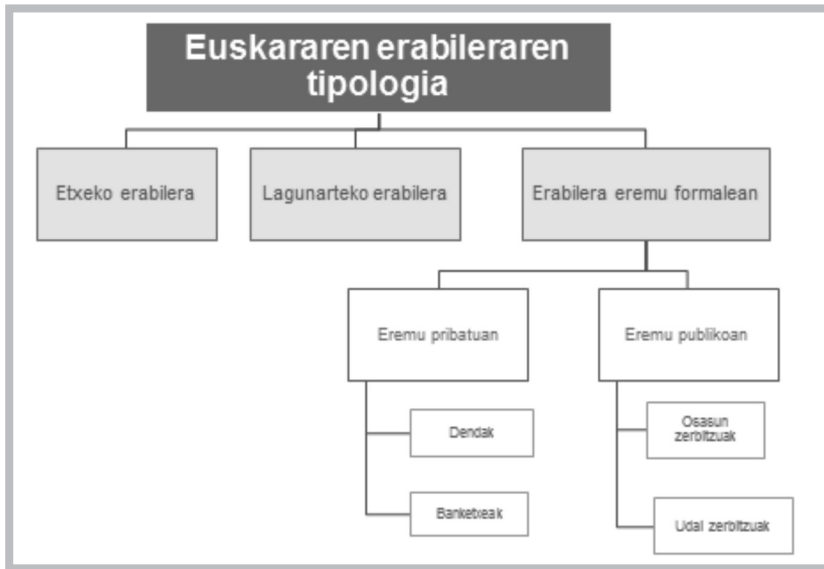 Euskararen erabileraren
tipologia
Etxeko erabilera
Lagunarteko erabilera
Erabilera eremu formalean
Eremu pribatuan
Eremu publikoan
Dendak
Osasun
zerbitzuak
Banketxeak
Udal zerbitzuak